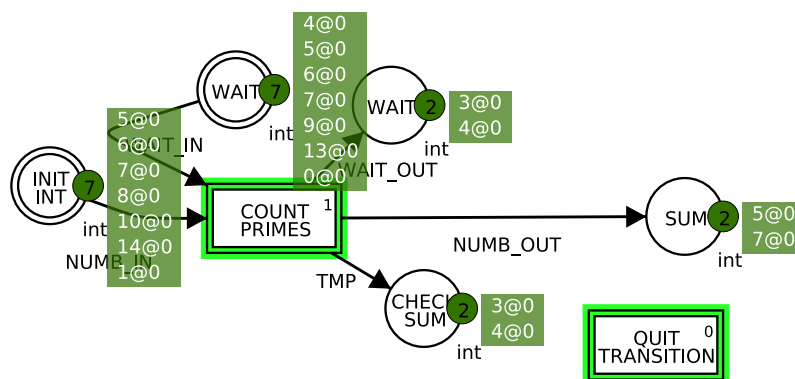 4@0
5@0
6@0
7@0
9@0
13@0
0@0
WAIT
7
int
WAIT
2
int
3@0
4@0
5@0
6@0
7@0
8@0
10@0
14@0
1@0
INIT
INT
7
int
NUMB_IN
WAIT_OUT
COUNT
PRIMES
1
NUMB_OUT
SUM
2
int
5@0
7@0
TMP
CHECK
SUM
2
int
3@0
4@0
QUIT
TRANSITION
0